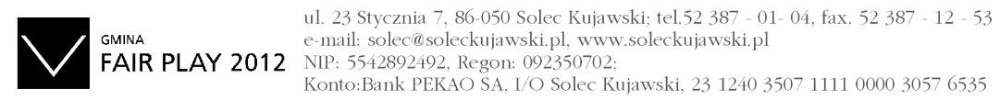 GMINA
FAIR PLAY 2012
ul. 23 Stycznia 7, 86-050 Solec Kujawski; tel.52 387 - 01- 04, fax. 52 387 - 12 - 53
e-mail: solec@soleckujawski.pl, www.soleckujawski.pl
NIP: 5542892492, Regon: 092350702;
Konto:Bank PEKAO SA, I/O Solec Kujawski, 23 1240 3507 1111 0000 3057 6535